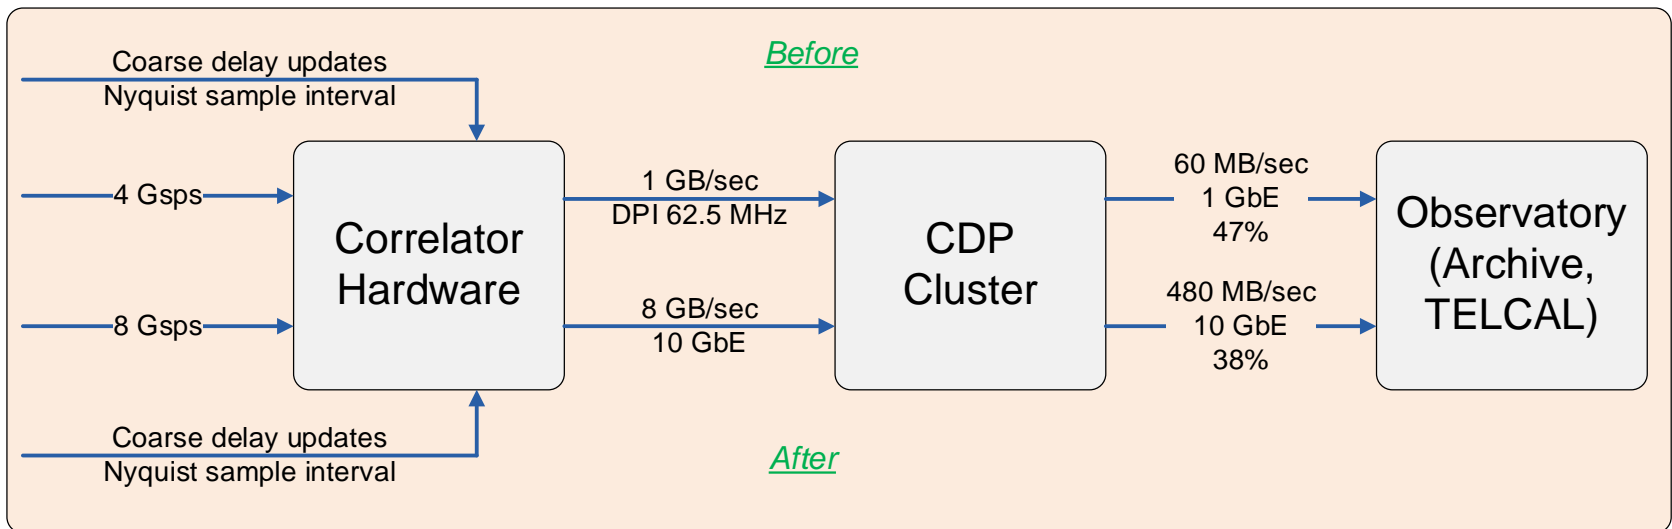 Before
Coarse delay updates
Nyquist sample interval
4 Gsps
8 Gsps
Coarse delay updates
Nyquist sample interval
Correlator
Hardware
1 GB/sec
DPI 62.5 MHz
8 GB/sec
10 GbE
CDP
Cluster
60 MB/sec
1 GbE
47%
480 MB/sec
10 GbE
38%
Observatory
(Archive,
TELCAL)
After